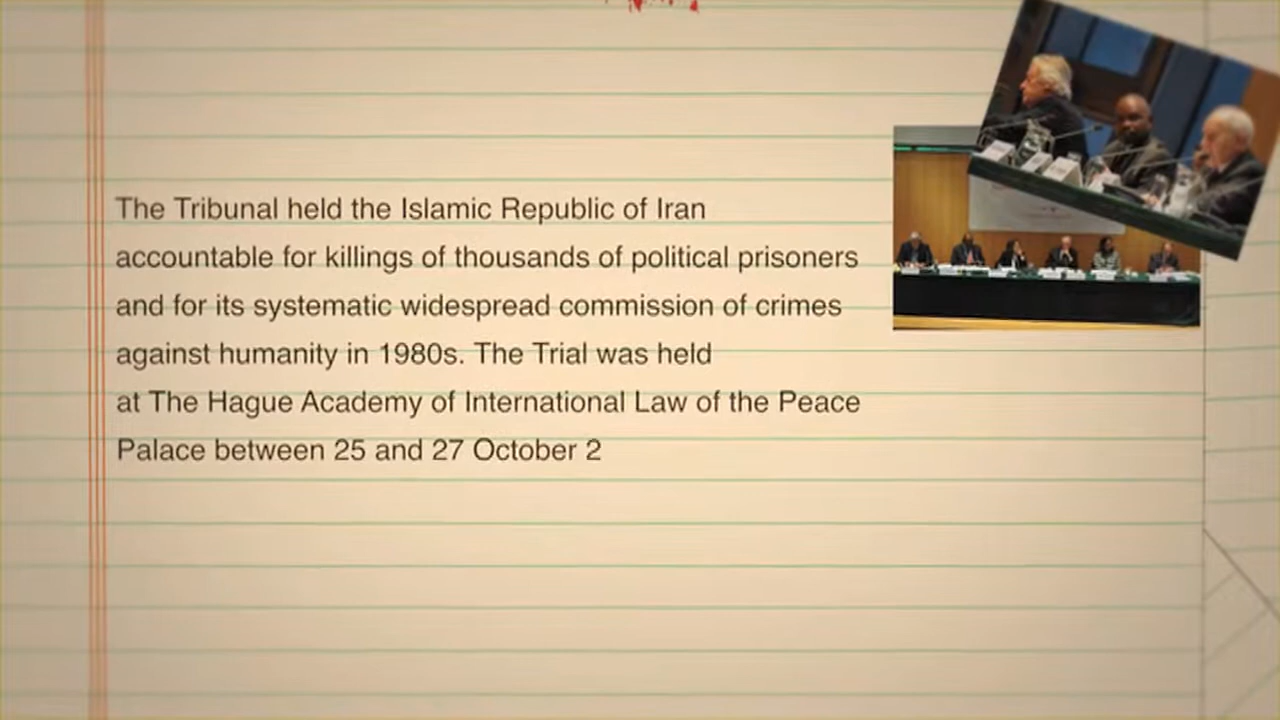 The Tribunal held the Islamic Republic of Iran
accountable for killings of thousands of political prisoners
and for its systematic widespread commission of crimes
against humanity in 1980s. The Trial was held
at The Hague Academy of International Law of the Peace
Palace between 25 and 27 October 2